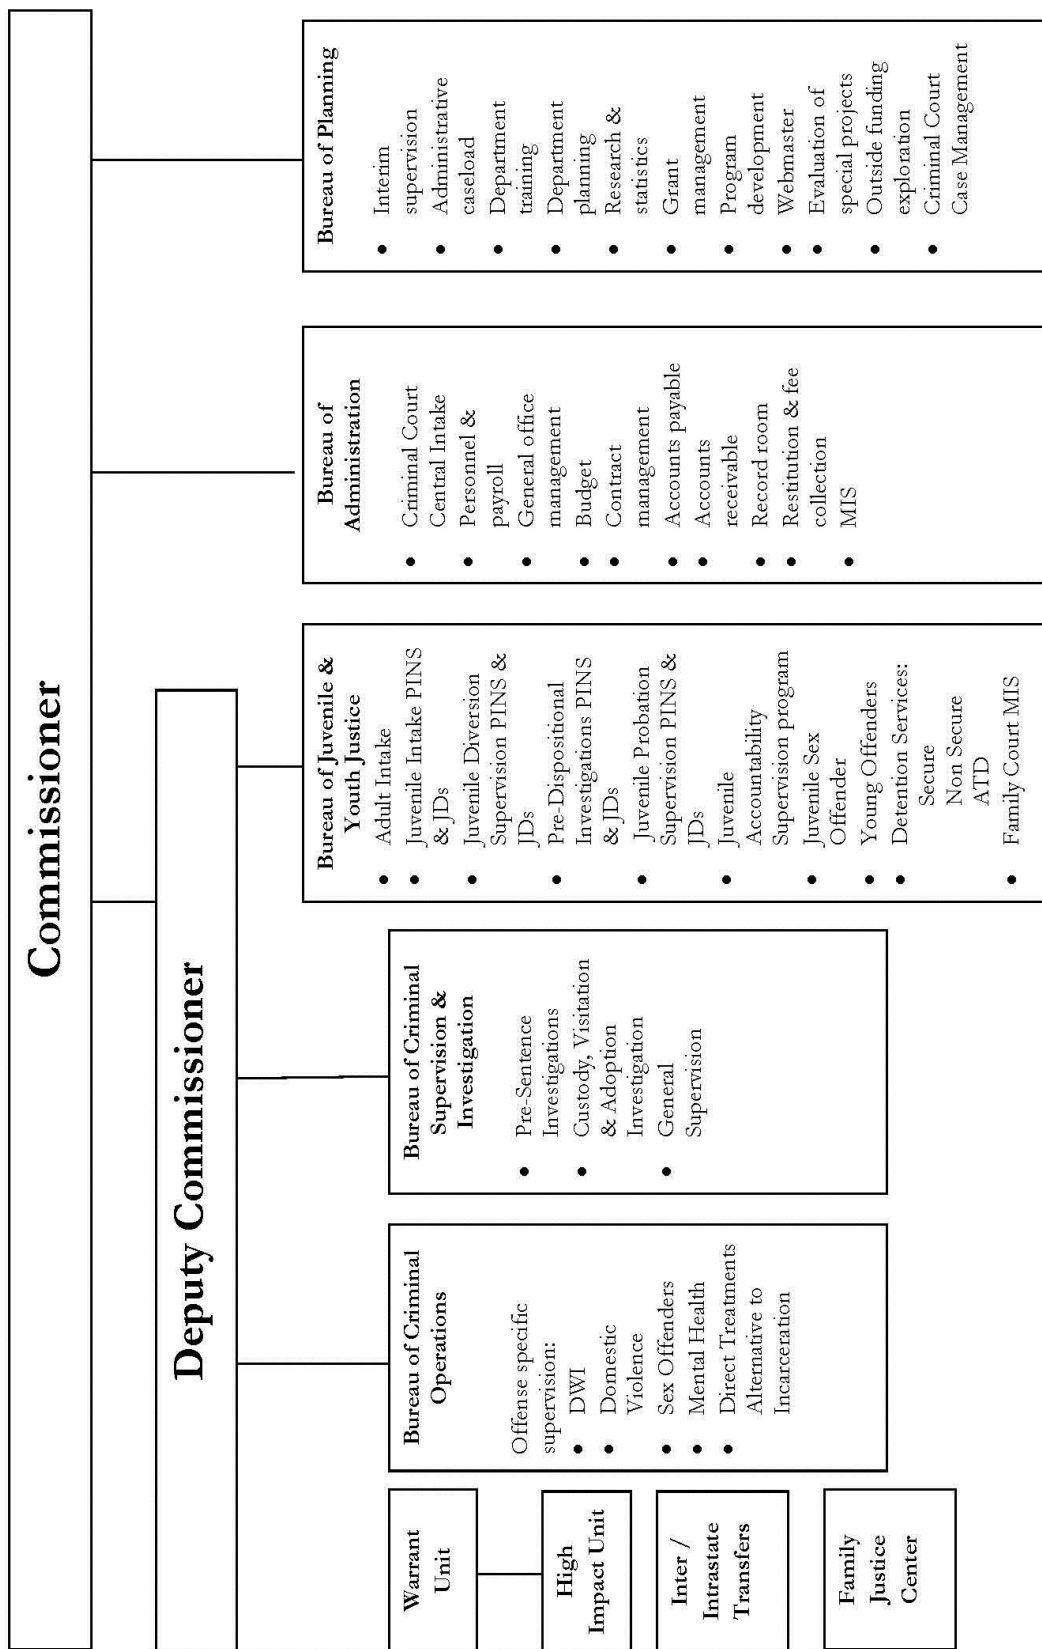 Commissioner
Deputy Commissioner
Warrant
Unit
High
Impact Unit
Inter /
Intrastate
Transfers
Family
Justice
Center
Bureau of Criminal
Operations
Offense specific
supervision:
• DWI
• Domestic
Violence
• Sex Offenders
• Mental Health
• Direct Treatments
Alternative to
Incarceration
Bureau of Criminal
Supervision &
Investigation
• Pre-Sentence
Investigations
• Custody, Visitation
& Adoption
Investigation
• General
Supervision
Bureau of Juvenile &
Youth Justice
• Adult Intake
• Juvenile Intake PINS
& JDs
• Juvenile Diversion
Supervision PINS &
JDs
• Pre-Dispositional
Investigations PINS
& JDs
• Juvenile Probation
Supervision PINS &
JDs
• Juvenile
Accountability
Supervision program
• Juvenile Sex
Offender
• Young Offenders
• Detention Services:
Secure
Non Secure
ATD
• Family Court MIS
Bureau of
Administration
• Criminal Court
Central Intake
• Personnel &
payroll
• General office
management
• Budget
• Contract
management
• Accounts payable
• Accounts
receivable
• Record room
• Restitution & fee
collection
• MIS
Bureau of Planning
• Interim
supervision
• Administrative
caseload
• Department
training
• Department
planning
• Research &
statistics
• Grant
management
• Program
development
• Webmaster
• Evaluation of
special projects
• Outside funding
exploration
• Criminal Court
Case Management